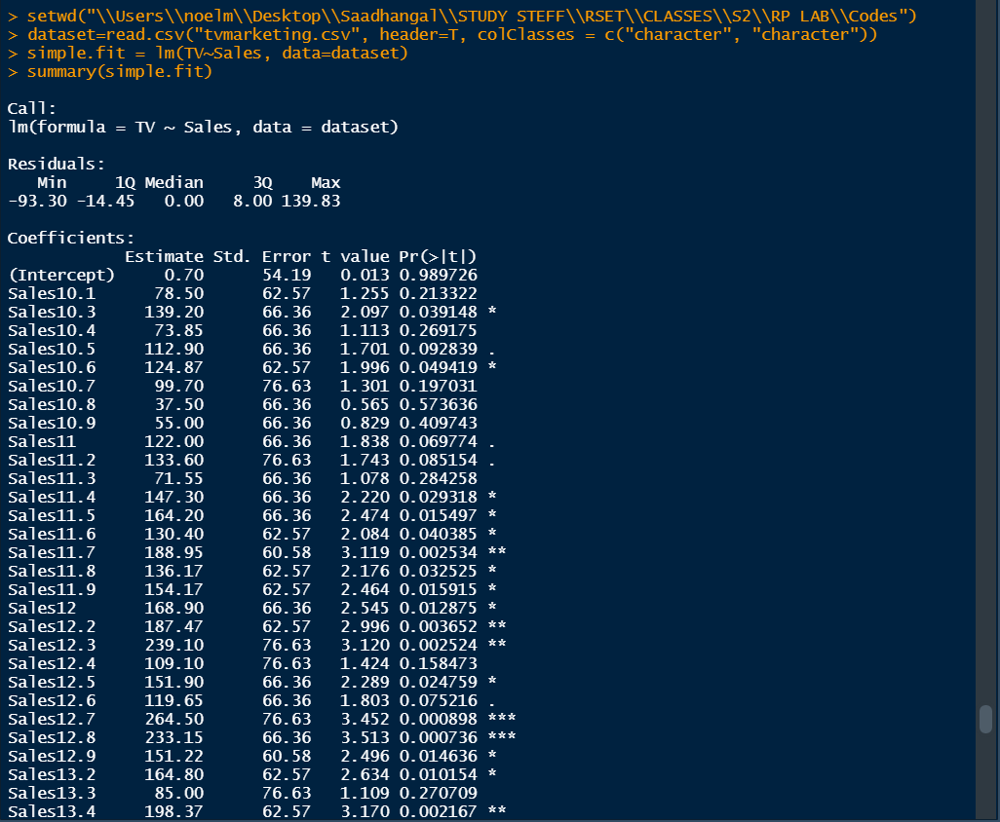 > setwd("\\Users\\noelm\\Desktop\\Saadhangal\\STUDY STEFF\\RSET\\CLASSES\\S2\\RP LAB\\Codes")
> dataset=read.csv("tvmarketing.csv", header=T, colClasses = c("character", "character"))
> simple.fit = lm(TV~Sales, data=dataset)
> summary(simple.fit)
Call:
lm(formula = TV ~ Sales, data = dataset)
Residuals:
   Min     1Q Median     3Q    Max
-93.30 -14.45   0.00   8.00 139.83
Coefficients:
            Estimate Std. Error t value Pr(>|t|)
(Intercept)     0.70      54.19   0.013 0.989726
Sales10.1      78.50      62.57   1.255 0.213322
Sales10.3     139.20      66.36   2.097 0.039148 *
Sales10.4      73.85      66.36   1.113 0.269175
Sales10.5     112.90      66.36   1.701 0.092839 .
Sales10.6     124.87      62.57   1.996 0.049419 *
Sales10.7      99.70      76.63   1.301 0.197031
Sales10.8      37.50      66.36   0.565 0.573636
Sales10.9      55.00      66.36   0.829 0.409743
Sales11       122.00      66.36   1.838 0.069774 .
Sales11.2     133.60      76.63   1.743 0.085154 .
Sales11.3      71.55      66.36   1.078 0.284258
Sales11.4     147.30      66.36   2.220 0.029318 *
Sales11.5     164.20      66.36   2.474 0.015497 *
Sales11.6     130.40      62.57   2.084 0.040385 *
Sales11.7     188.95      60.58   3.119 0.002534 **
Sales11.8     136.17      62.57   2.176 0.032525 *
Sales11.9     154.17      62.57   2.464 0.015915 *
Sales12       168.90      66.36   2.545 0.012875 *
Sales12.2     187.47      62.57   2.996 0.003652 **
Sales12.3     239.10      76.63   3.120 0.002524 **
Sales12.4     109.10      76.63   1.424 0.158473
Sales12.5     151.90      66.36   2.289 0.024759 *
Sales12.6     119.65      66.36   1.803 0.075216 .
Sales12.7     264.50      76.63   3.452 0.000898 ***
Sales12.8     233.15      66.36   3.513 0.000736 ***
Sales12.9     151.22      60.58   2.496 0.014636 *
Sales13.2     164.80      62.57   2.634 0.010154 *
Sales13.3      85.00      76.63   1.109 0.270709
Sales13.4     198.37      62.57   3.170 0.002167 **